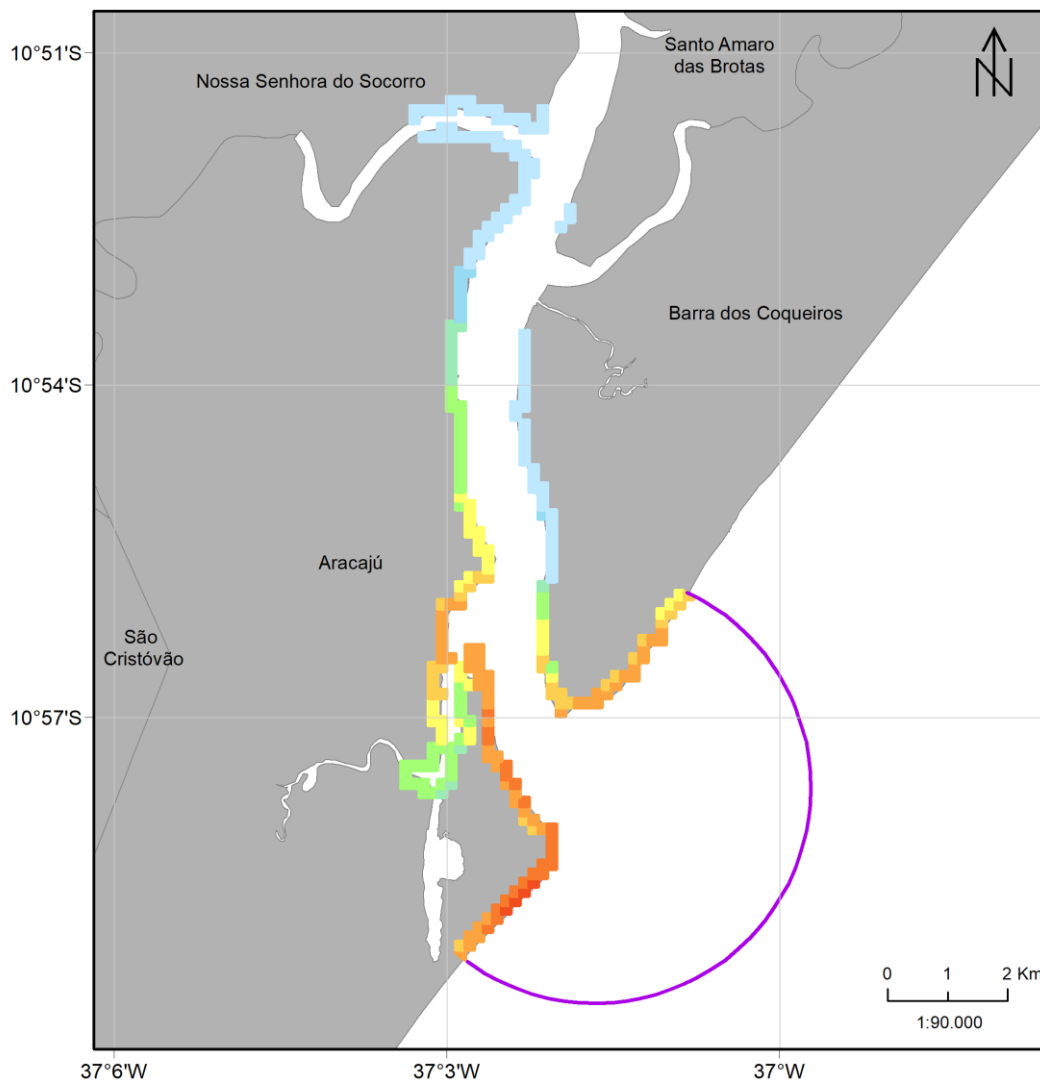 10°51'S
Santo Amaro
das Brotas
Nossa Senhora do Socorro
N
Barra dos Coqueiros
10°54'S
Aracajú
São
Cristóvão
10°57'S
0 1 2 Km
1:90.000
37°6'W 37°3'W 37°W